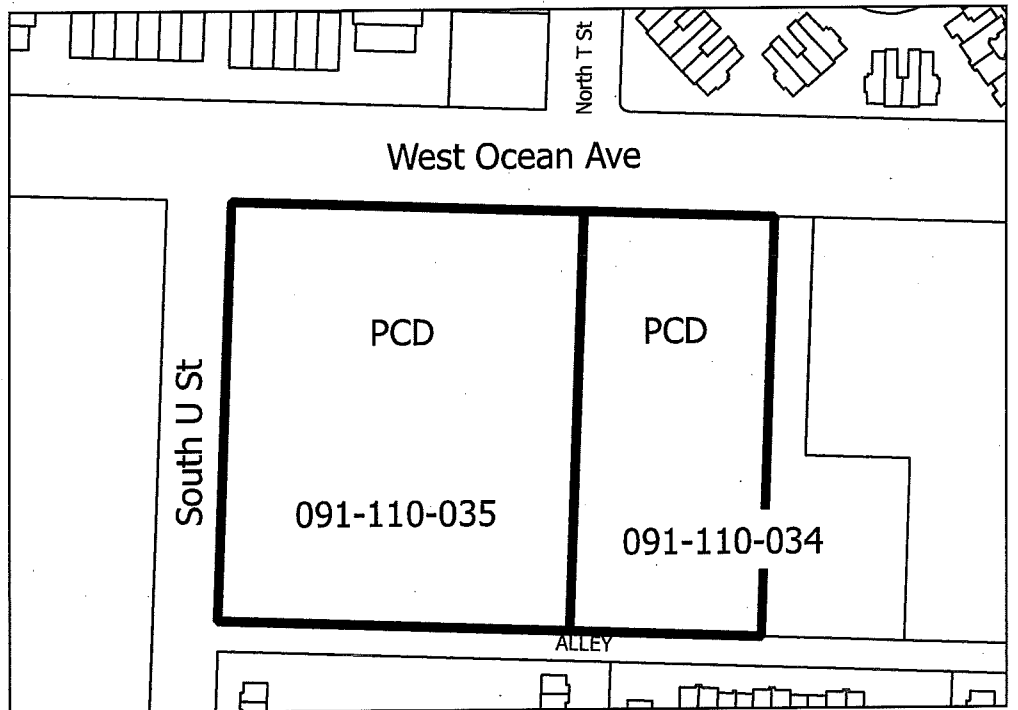 North T St
West Ocean Ave
PCD
PCD
South U St
091-110-035
091-110-034
ALLEY